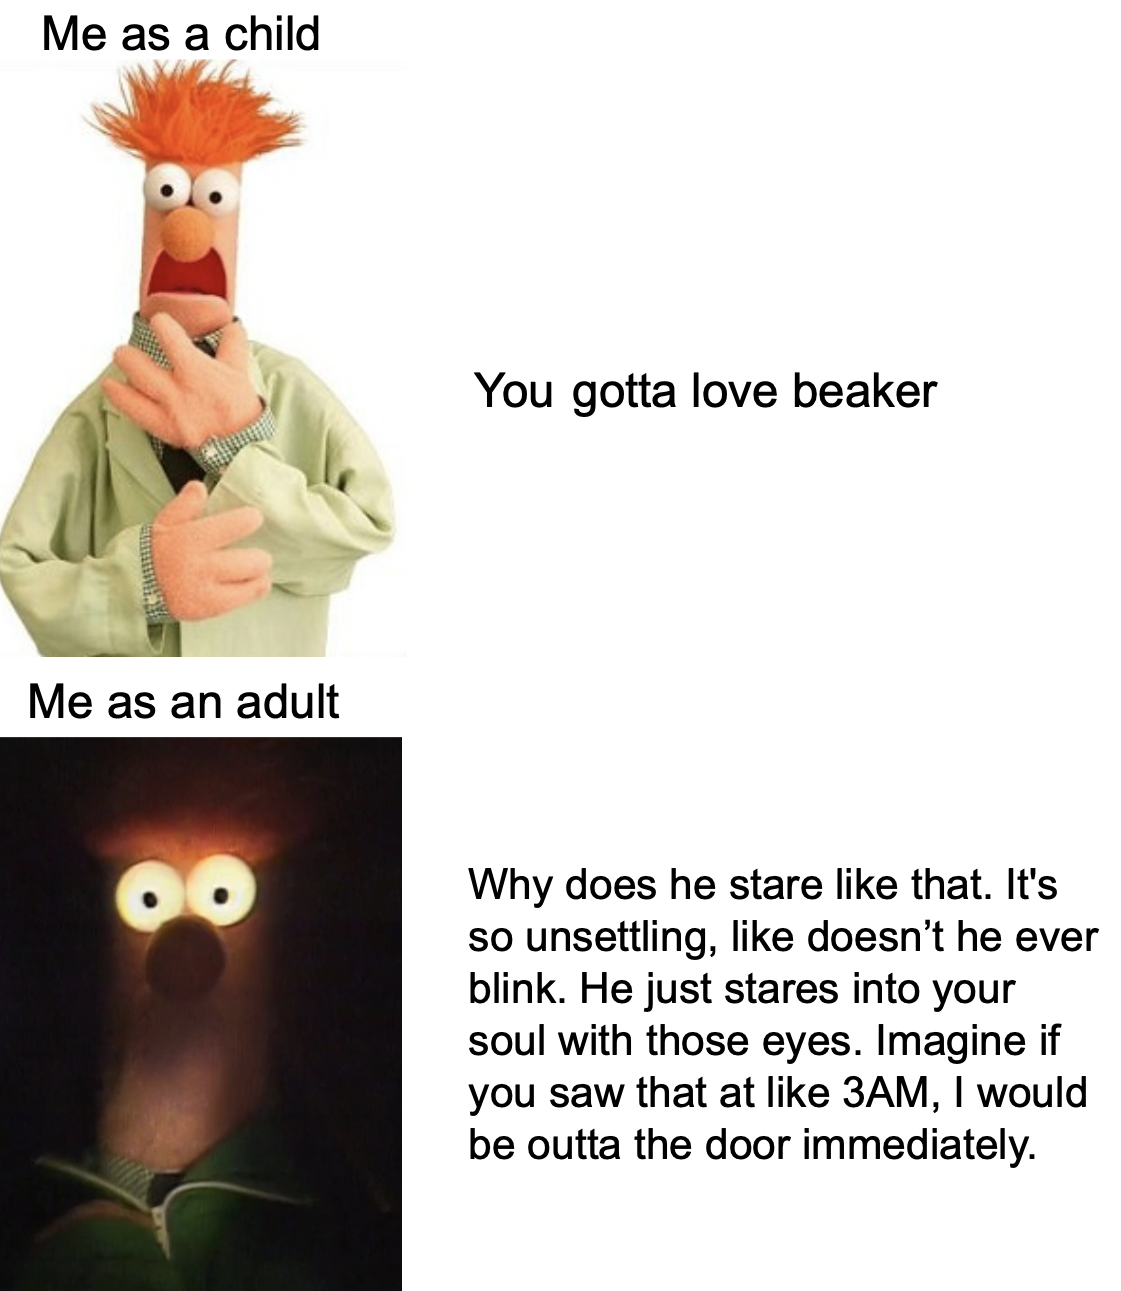 Me as a child
You gotta love beaker
Me as an adult
Why does he stare like that. It's
so unsettling, like doesn’t he ever
blink. He just stares into your
soul with those eyes. Imagine if
you saw that at like 3AM, I would
be outta the door immediately.